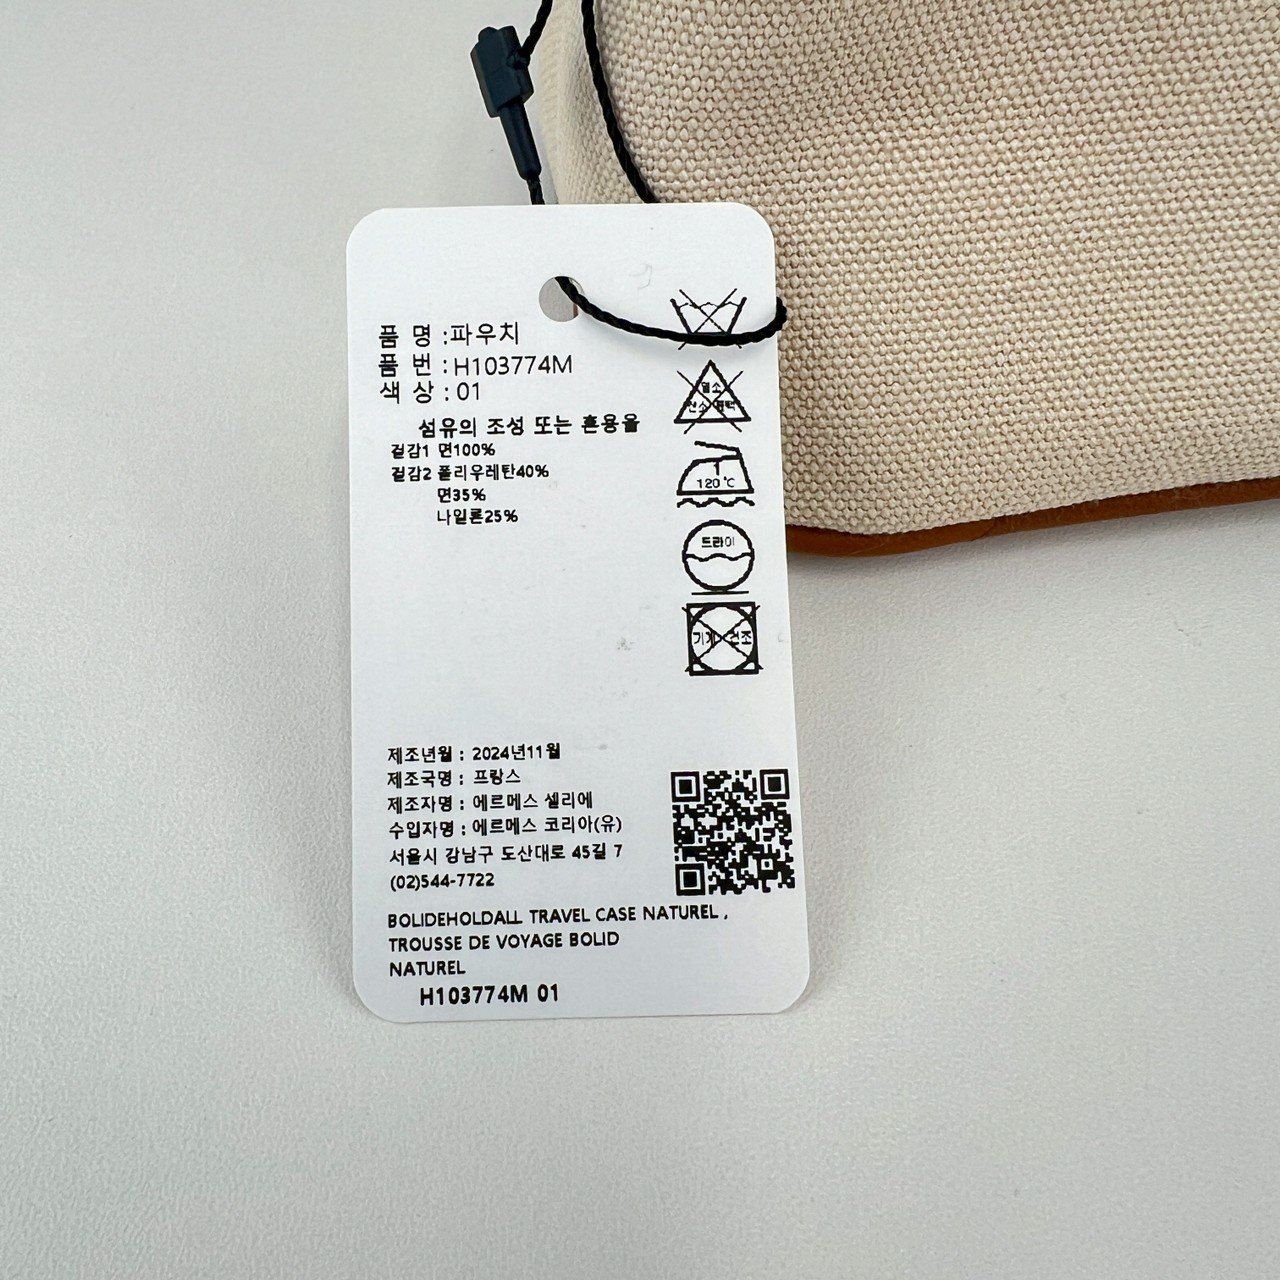 품 명 :파우치
품 번 : H103774M
색 상 : 01
섬유의 조성 또는 혼용율
겉감1 면100%
겉감2 폴리우레탄40%
면35%
나일론25%
염소
산소 표백
120℃
드라이
기계 건조
제조년월 : 2024년11월
제조국명 : 프랑스
제조자명 : 에르메스 셀리에
수입자명 : 에르메스 코리아(유)
서울시 강남구 도산대로 45길 7
(02)544-7722
BOLIDEHOLDALL TRAVEL CASE NATUREL ,
TROUSSE DE VOYAGE BOLID
NATUREL
H103774M 01